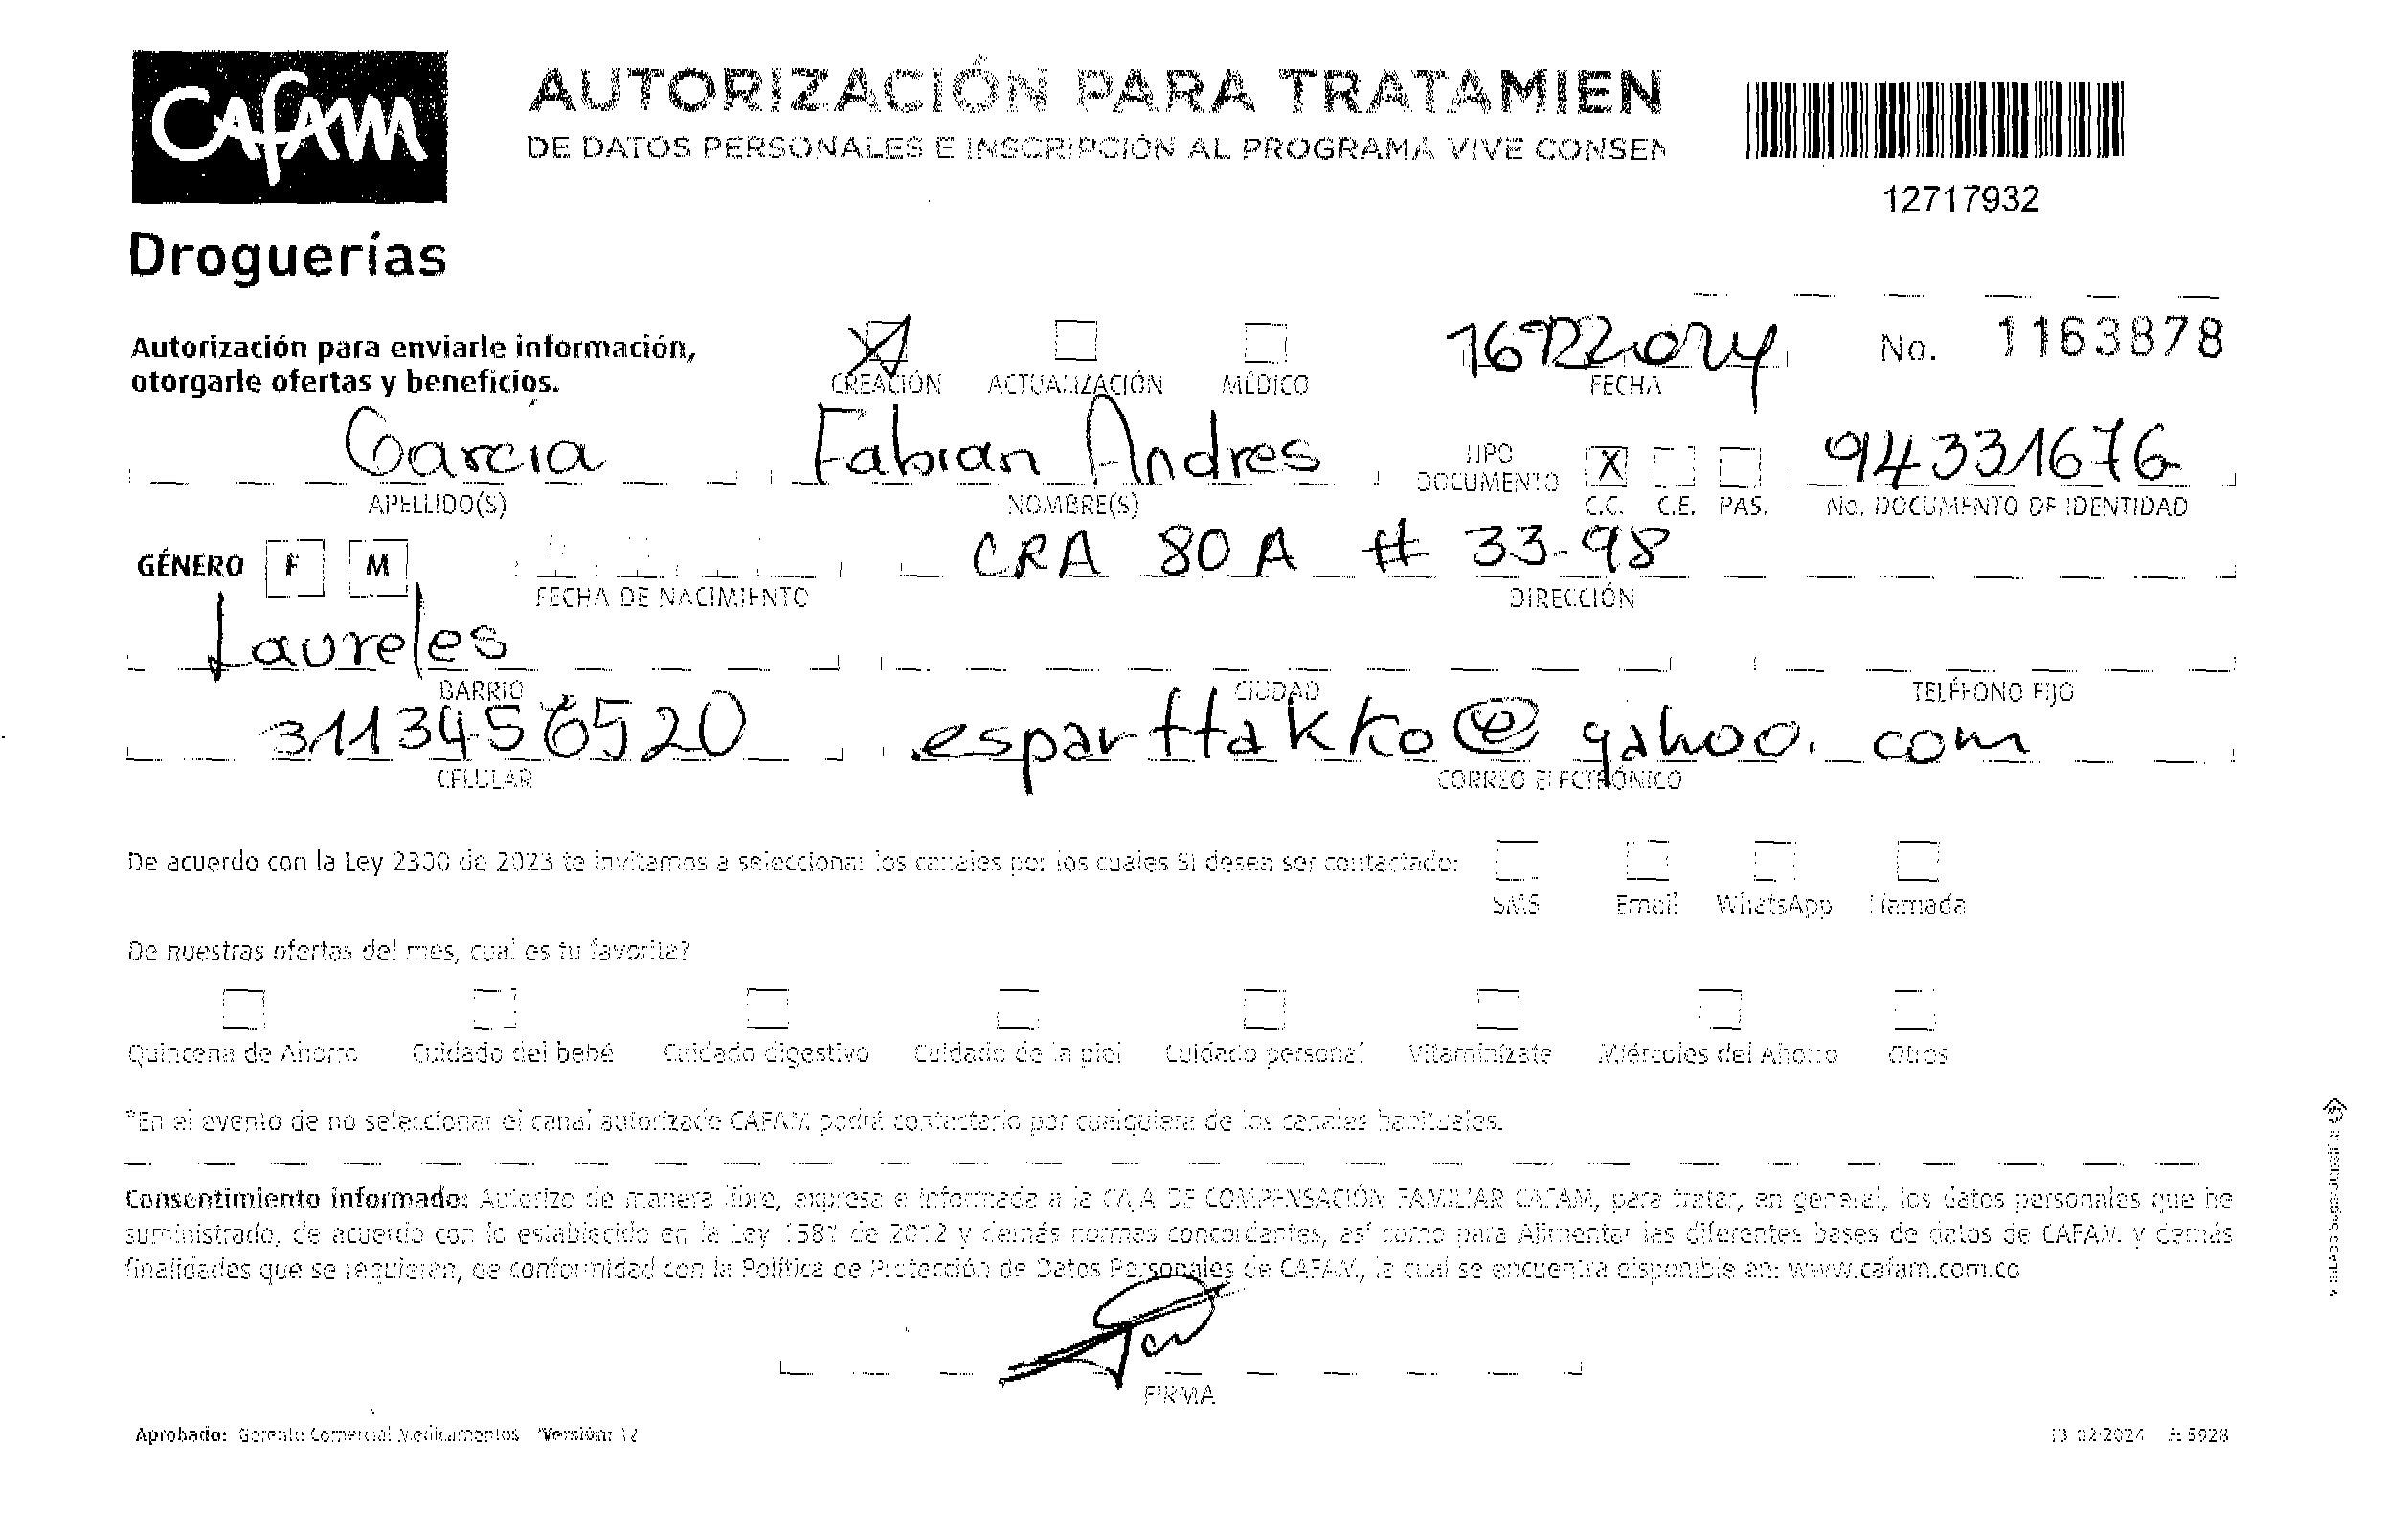 CAFAM
Droguerías
AUTORIZACIÓN PARA TRATAMIEN
DE DATOS PERSONALES E INSCRIPCIÓN AL PROGRAMA VIVE CONSEN
12717932
Autorización para enviarle información,
otorgarle ofertas y beneficios.
CREACIÓN ACTUALIZACIÓN MÉDICO
2024
FECHA
No. 1163878
Garcia Fabian Andres X 94331676
APELLIDO(S) NOMBRE(S) TIPO DOCUMENTO C.C. C.E. PAS. No. DOCUMENTO DE IDENTIDAD
GÉNERO F M CRA 80 A # 33-98
FECHA DE NACIMIENTO DIRECCIÓN
Laureles
BARRIO CIUDAD TELÉFONO FIJO
3113456520 esparttakko@yahoo.com
CELULAR CORREO ELECTRÓNICO
De acuerdo con la Ley 2300 de 2023 te invitamos a seleccionar los canales por los cuales SI desea ser contactado:
SMS Email WhatsApp Llamada
De nuestras ofertas del mes, cual es tu favorita?
Quincena de Ahorro Cuidado del bebé Cuidado digestivo Cuidado de la piel Cuidado personal Vitaminízate Miércoles del Ahorro Otros
*En el evento de no seleccionar el canal autorizado CAFAM podrá contactarlo por cualquiera de los canales habituales.
Consentimiento informado: Autorizo de manera libre, expresa e informada a la CAJA DE COMPENSACIÓN FAMILIAR CAFAM, para tratar, en general, los datos personales que he
suministrado, de acuerdo con lo establecido en la Ley 1581 de 2012 y demás normas concordantes, así como para Alimentar las diferentes bases de datos de CAFAM y demás
finalidades que se requieren, de conformidad con la Política de Protección de Datos Personales de CAFAM, la cual se encuentra disponible en: www.cafam.com.co
FIRMA
Aprobado: Gerente Comercial Medicamentos Versión: 12
13-02-2024 A-5928